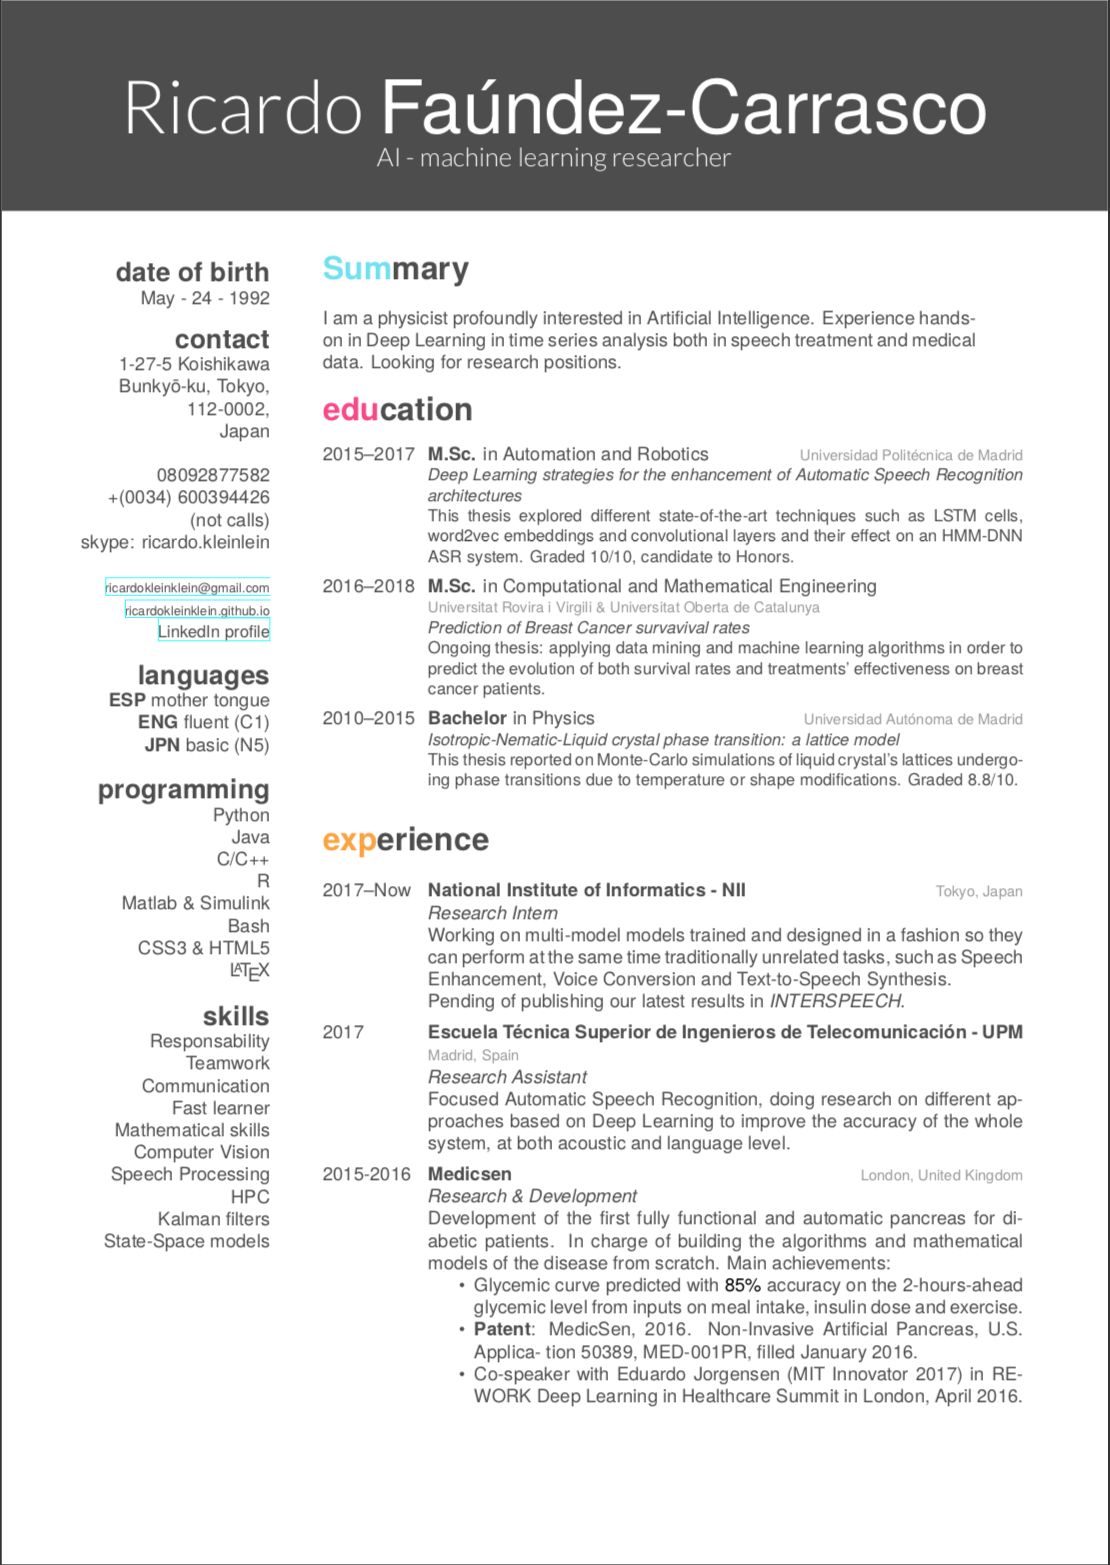 Ricardo Faúndez-Carrasco
AI - machine learning researcher
date of birth
May - 24 - 1992
contact
1-27-5 Koishikawa
Bunkyō-ku, Tokyo,
112-0002,
Japan
08092877582
+(0034) 600394426
(not calls)
skype: ricardo.kleinlein
ricardokleinklein@gmail.com
ricardokleinklein.github.io
LinkedIn profile
languages
ESP mother tongue
ENG fluent (C1)
JPN basic (N5)
programming
Python
Java
C/C++
R
Matlab & Simulink
Bash
CSS3 & HTML5
LATEX
skills
Responsability
Teamwork
Communication
Fast learner
Mathematical skills
Computer Vision
Speech Processing
HPC
Kalman filters
State-Space models
Summary
I am a physicist profoundly interested in Artificial Intelligence. Experience hands-
on in Deep Learning in time series analysis both in speech treatment and medical
data. Looking for research positions.
education
2015–2017 M.Sc. in Automation and Robotics Universidad Politécnica de Madrid
Deep Learning strategies for the enhancement of Automatic Speech Recognition
architectures
This thesis explored different state-of-the-art techniques such as LSTM cells,
word2vec embeddings and convolutional layers and their effect on an HMM-DNN
ASR system. Graded 10/10, candidate to Honors.
2016–2018 M.Sc. in Computational and Mathematical Engineering
Universitat Rovira i Virgili & Universitat Oberta de Catalunya
Prediction of Breast Cancer survavival rates
Ongoing thesis: applying data mining and machine learning algorithms in order to
predict the evolution of both survival rates and treatments' effectiveness on breast
cancer patients.
2010–2015 Bachelor in Physics Universidad Autónoma de Madrid
Isotropic-Nematic-Liquid crystal phase transition: a lattice model
This thesis reported on Monte-Carlo simulations of liquid crystal's lattices undergo-
ing phase transitions due to temperature or shape modifications. Graded 8.8/10.
experience
2017–Now National Institute of Informatics - NII Tokyo, Japan
Research Intern
Working on multi-model models trained and designed in a fashion so they
can perform at the same time traditionally unrelated tasks, such as Speech
Enhancement, Voice Conversion and Text-to-Speech Synthesis.
Pending of publishing our latest results in INTERSPEECH.
2017 Escuela Técnica Superior de Ingenieros de Telecomunicación - UPM
Madrid, Spain
Research Assistant
Focused Automatic Speech Recognition, doing research on different ap-
proaches based on Deep Learning to improve the accuracy of the whole
system, at both acoustic and language level.
2015-2016 Medicsen London, United Kingdom
Research & Development
Development of the first fully functional and automatic pancreas for di-
abetic patients. In charge of building the algorithms and mathematical
models of the disease from scratch. Main achievements:
• Glycemic curve predicted with 85% accuracy on the 2-hours-ahead
glycemic level from inputs on meal intake, insulin dose and exercise.
• Patent: MedicSen, 2016. Non-Invasive Artificial Pancreas, U.S.
Applica- tion 50389, MED-001PR, filled January 2016.
• Co-speaker with Eduardo Jorgensen (MIT Innovator 2017) in RE-
WORK Deep Learning in Healthcare Summit in London, April 2016.